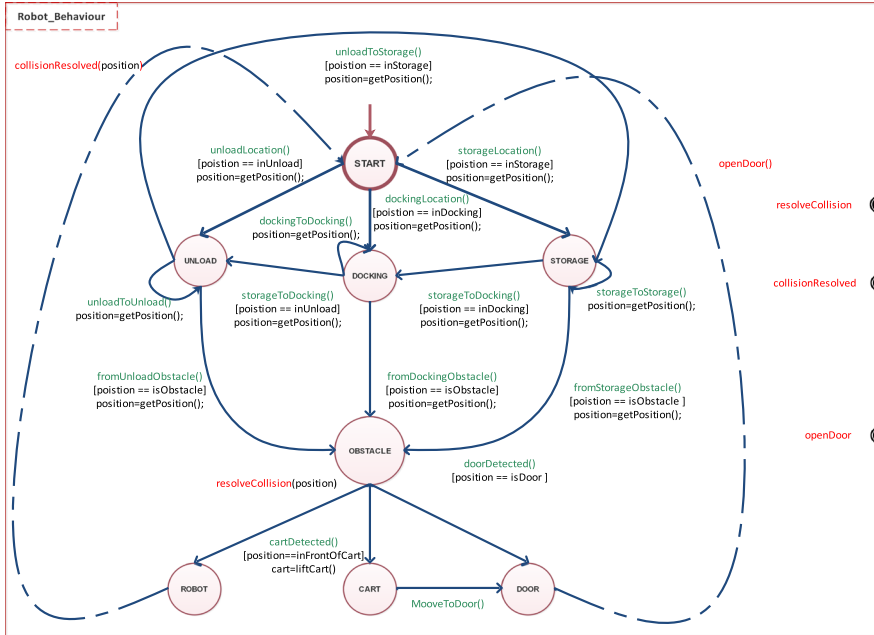 Robot_Behaviour
unloadToStorage()
[poistion == inStorage]
position=getPosition();
collisionResolved(position)
unloadLocation()
[poistion == inUnload]
position=getPosition();
START
storageLocation()
[poistion == inStorage]
position=getPosition();
openDoor()
dockingLocation()
[poistion == inDocking]
position=getPosition();
resolveCollision
dockingToDocking()
position=getPosition();
UNLOAD
DOCKING
STORAGE
collisionResolved
unloadToUnload()
position=getPosition();
storageToDocking()
[poistion == inUnload]
position=getPosition();
storageToDocking()
[poistion == inDocking]
position=getPosition();
storageToStorage()
position=getPosition();
fromUnloadObstacle()
[poistion == isObstacle]
position=getPosition();
fromDockingObstacle()
[poistion == isObstacle]
position=getPosition();
fromStorageObstacle()
[poistion == isObstacle ]
position=getPosition();
openDoor
OBSTACLE
doorDetected()
[position == isDoor ]
resolveCollision(position)
cartDetected()
[position==inFrontOfCart]
cart=liftCart()
ROBOT
CART
DOOR
MooveToDoor()